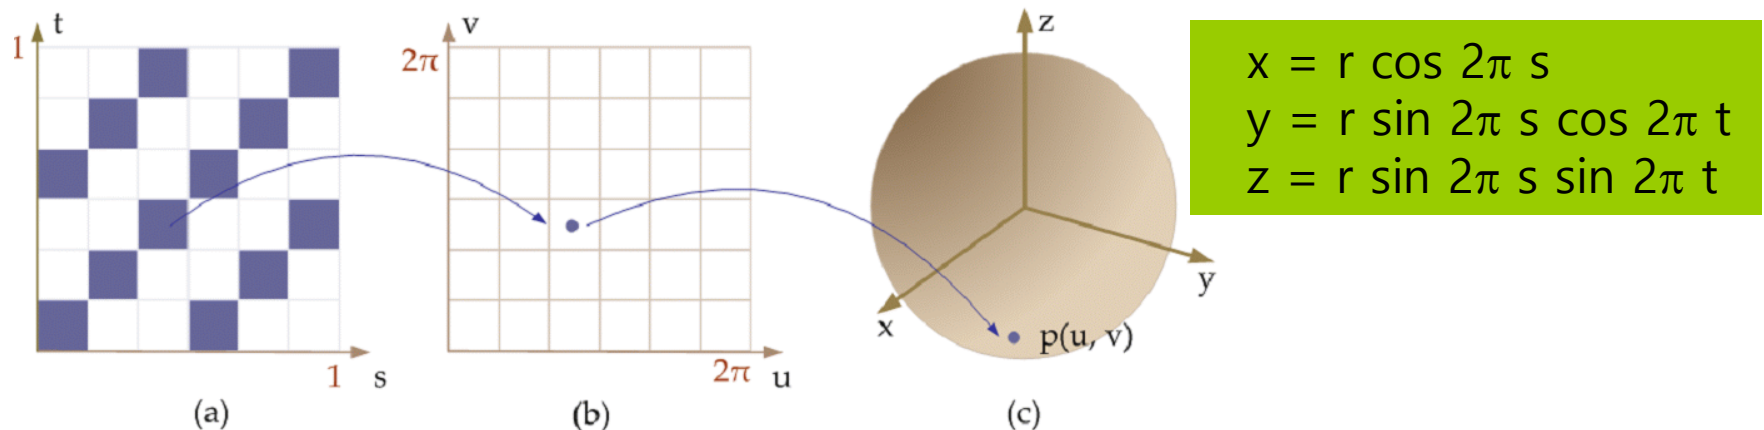 t
1
1
s
(a)
v
2π
2π
u
(b)
z
y
x
p(u, v)
(c)
x = r cos 2π s
y = r sin 2π s cos 2π t
z = r sin 2π s sin 2π t